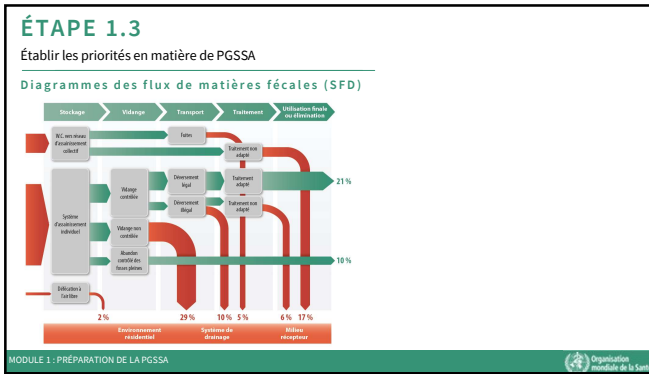 ÉTAPE 1.3
Établir les priorités en matière de PGSSA
Diagrammes des flux de matières fécales (SFD)
Stockage
Vidange
Transport
Traitement
Utilisation finale
ou élimination
W.C. vers réseau
d'assainissement
collectif
Fuites
Traitement non
adapté
Système
d'assainissement
individuel
Vidange
contrôlée
Déversement
légal
Traitement
adapté
21 %
Déversement
illégal
Traitement non
adapté
Vidange non
contrôlée
Abandon
contrôlé des
fosses pleines
10 %
Défécation à
l'air libre
2 %
29 %
10 %
5 %
6 %
17 %
Environnement
résidentiel
Système de
drainage
Milieu
récepteur
MODULE 1 : PRÉPARATION DE LA PGSSA
Organisation
mondiale de la Santé